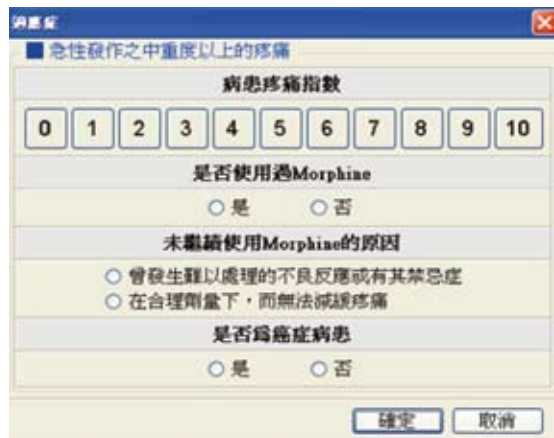 適應症
急性發作之中重度以上的疼痛
病患疼痛指數
0 1 2 3 4 5 6 7 8 9 10
是否使用過Morphine
是 否
未繼續使用Morphine的原因
曾發生難以處理的不良反應或有其禁忌症
在合理劑量下，而無法減緩疼痛
是否為癌症病患
是 否
確定 取消